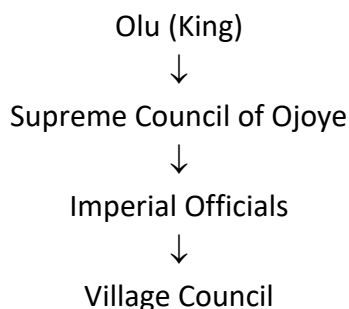 Olu (King)
↓
Supreme Council of Ojoye
↓
Imperial Officials
↓
Village Council